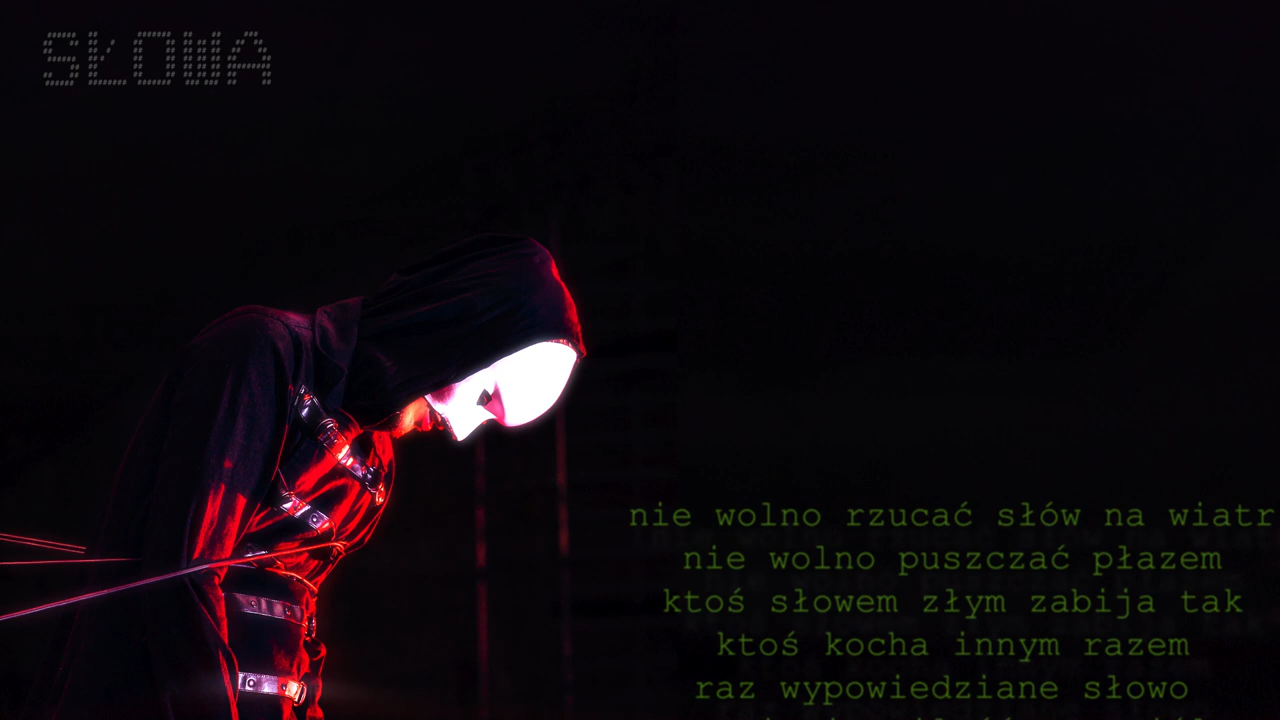 SŁOWA
nie wolno rzucać słów na wiatr
nie wolno puszczać płazem
ktoś słowem złym zabija tak
ktoś kocha innym razem
raz wypowiedziane słowo